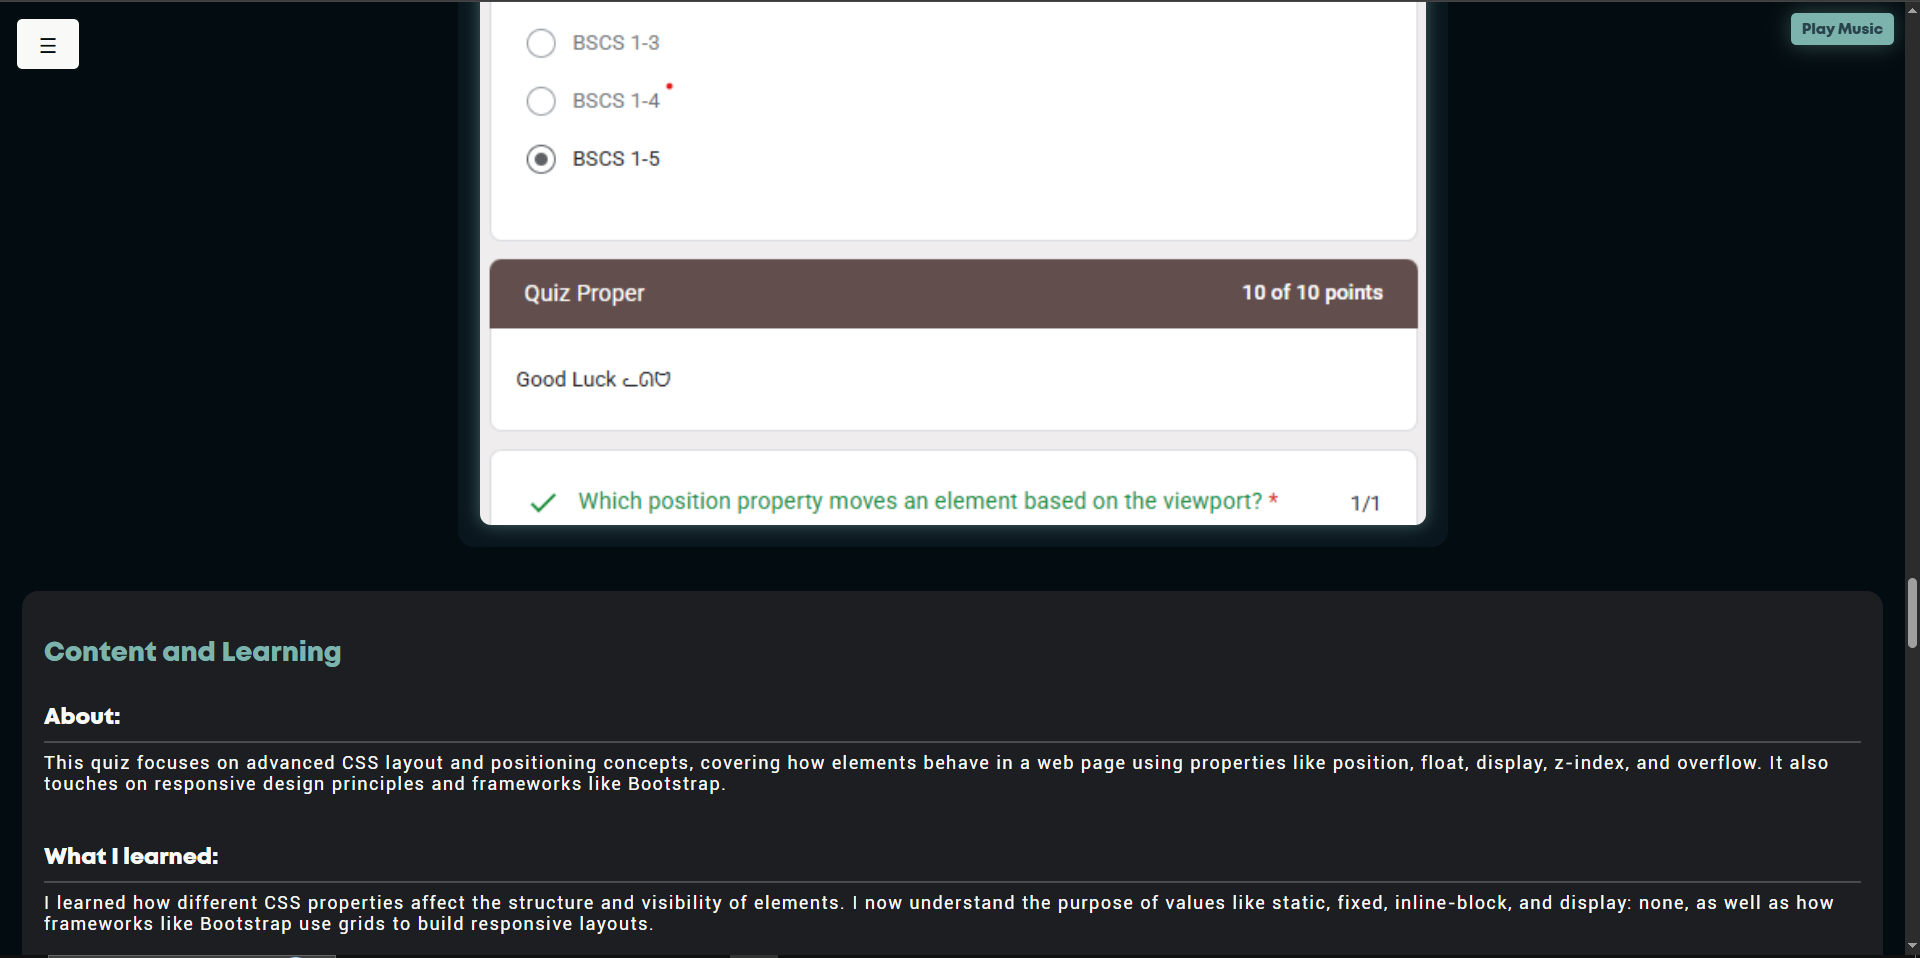 ☰
Play Music
BSCS 1-3
BSCS 1-4
BSCS 1-5
Quiz Proper 10 of 10 points
Good Luck ᓚᘏᗢ
Which position property moves an element based on the viewport? * 1/1
Content and Learning
About:
This quiz focuses on advanced CSS layout and positioning concepts, covering how elements behave in a web page using properties like position, float, display, z-index, and overflow. It also
touches on responsive design principles and frameworks like Bootstrap.
What I learned:
I learned how different CSS properties affect the structure and visibility of elements. I now understand the purpose of values like static, fixed, inline-block, and display: none, as well as how
frameworks like Bootstrap use grids to build responsive layouts.